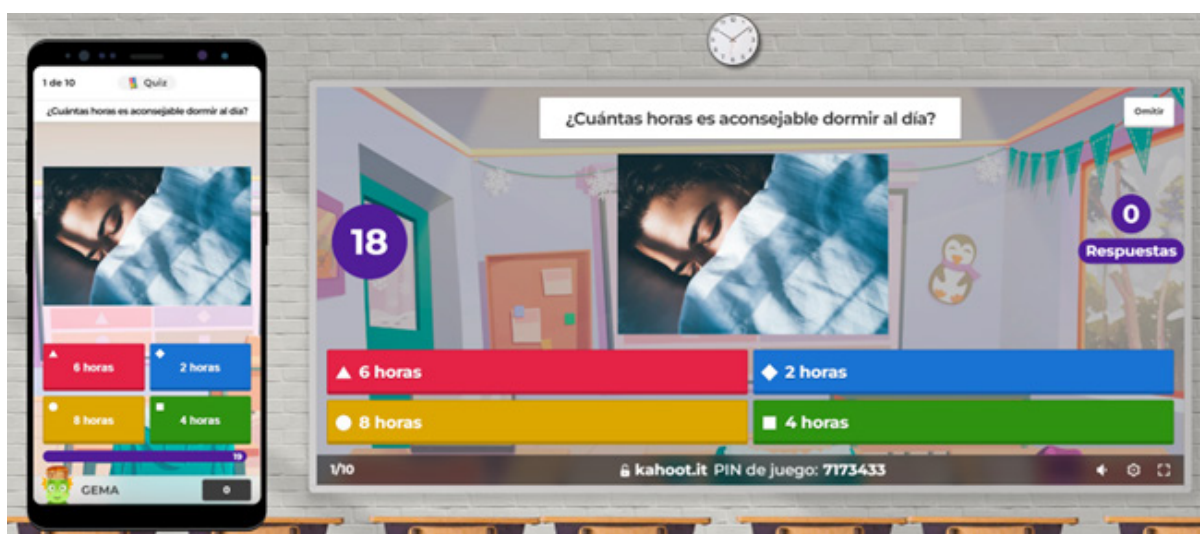 1 de 10 Quiz
¿Cuántas horas es aconsejable dormir al día?
6 horas
2 horas
8 horas
4 horas
19
GEMA 0
¿Cuántas horas es aconsejable dormir al día?
Omitir
18
0
Respuestas
6 horas
2 horas
8 horas
4 horas
1/10 kahoot.it PIN de juego: 7173433